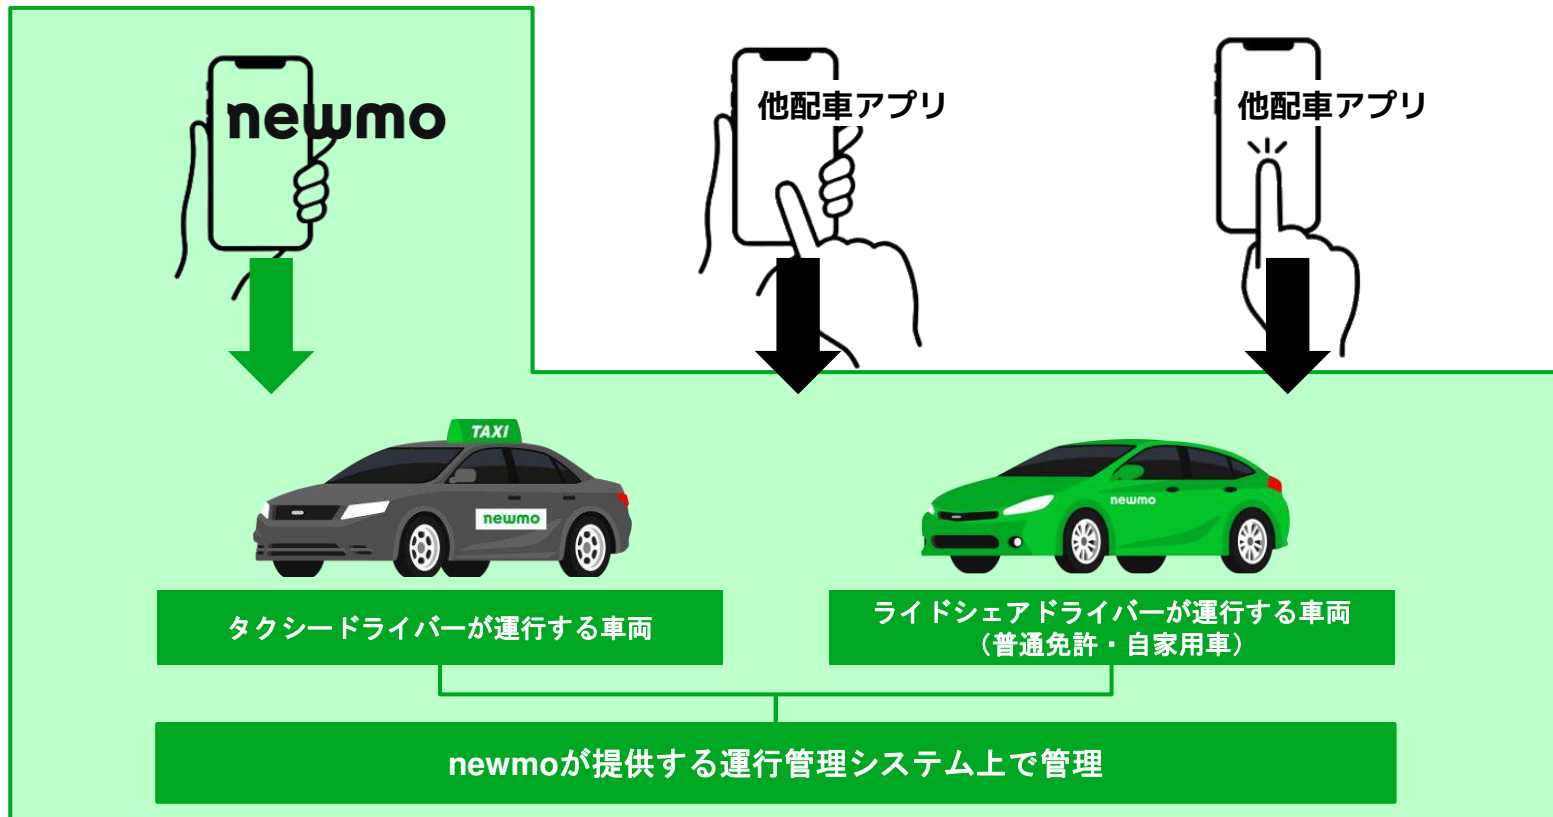 newmo
他配車アプリ
他配車アプリ
TAXI
newmo
newmo
タクシードライバーが運行する車両
ライドシェアドライバーが運行する車両
（普通免許・自家用車）
newmoが提供する運行管理システム上で管理